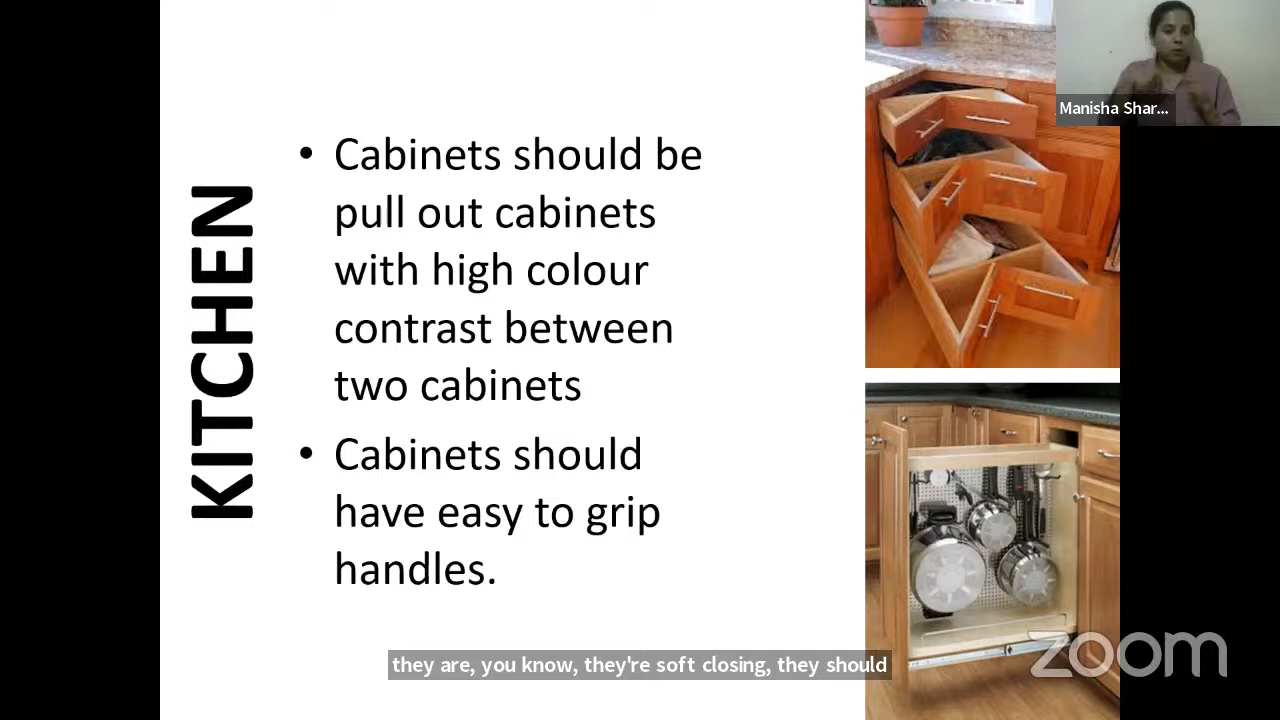 KITCHEN
• Cabinets should be
pull out cabinets
with high colour
contrast between
two cabinets
• Cabinets should
have easy to grip
handles.
Manisha Shar...
they are, you know, they're soft closing, they should
zoom